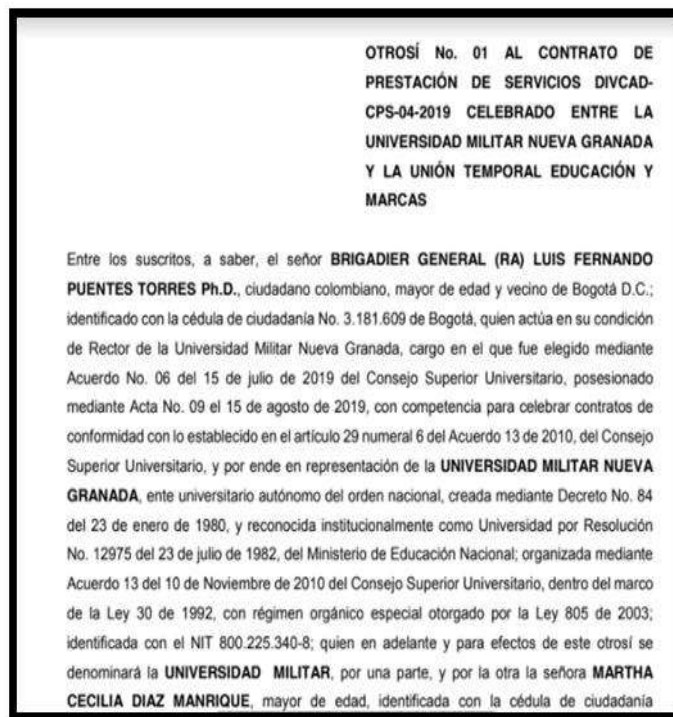 OTROSÍ No. 01 AL CONTRATO DE
PRESTACIÓN DE SERVICIOS DIVCAD-
CPS-04-2019 CELEBRADO ENTRE LA
UNIVERSIDAD MILITAR NUEVA GRANADA
Y LA UNIÓN TEMPORAL EDUCACIÓN Y
MARCAS
Entre los suscritos, a saber, el señor BRIGADIER GENERAL (RA) LUIS FERNANDO
PUENTES TORRES Ph.D., ciudadano colombiano, mayor de edad y vecino de Bogotá D.C.;
identificado con la cédula de ciudadanía No. 3.181.609 de Bogotá, quien actúa en su condición
de Rector de la Universidad Militar Nueva Granada, cargo en el que fue elegido mediante
Acuerdo No. 06 del 15 de julio de 2019 del Consejo Superior Universitario, posesionado
mediante Acta No. 09 el 15 de agosto de 2019, con competencia para celebrar contratos de
conformidad con lo establecido en el artículo 29 numeral 6 del Acuerdo 13 de 2010, del Consejo
Superior Universitario, y por ende en representación de la UNIVERSIDAD MILITAR NUEVA
GRANADA, ente universitario autónomo del orden nacional, creada mediante Decreto No. 84
del 23 de enero de 1980, y reconocida institucionalmente como Universidad por Resolución
No. 12975 del 23 de julio de 1982, del Ministerio de Educación Nacional; organizada mediante
Acuerdo 13 del 10 de Noviembre de 2010 del Consejo Superior Universitario, dentro del marco
de la Ley 30 de 1992, con régimen orgánico especial otorgado por la Ley 805 de 2003;
identificada con el NIT 800.225.340-8; quien en adelante y para efectos de este otrosí se
denominará la UNIVERSIDAD MILITAR, por una parte, y por la otra la señora MARTHA
CECILIA DIAZ MANRIQUE, mayor de edad, identificada con la cédula de ciudadanía